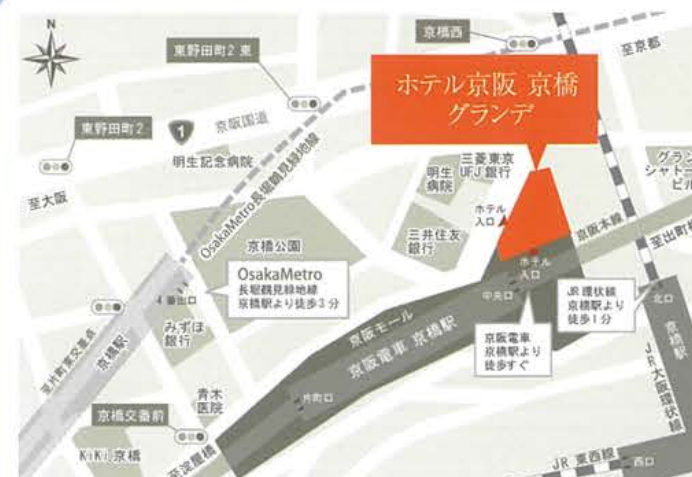 N
京橋西
東野田町2 東
至京都
ホテル京阪 京橋
グランデ
東野田町2
1
京阪国道
明生記念病院
OsakaMetro長堀鶴見緑地線
三菱東京
UFJ銀行
明生
病院
グラン
シャトー
ビル
至大阪
ホテル
入口
京橋公園
三井住友
銀行
京阪本線
至出町柳
OsakaMetro
長堀鶴見緑地線
京橋駅より徒歩3分
ホテル
入口
4番出口
中央口
JR環状線
京橋駅より
徒歩1分
北口
みずほ
銀行
京阪モール
京阪電車 京橋駅
京阪電車
京橋駅より
徒歩すぐ
京橋駅
至片町東交差点
京橋駅
JR大阪環状線
青木
医院
片町口
京橋交番前
KiKi京橋
至淀屋橋
JR 東西線
西口